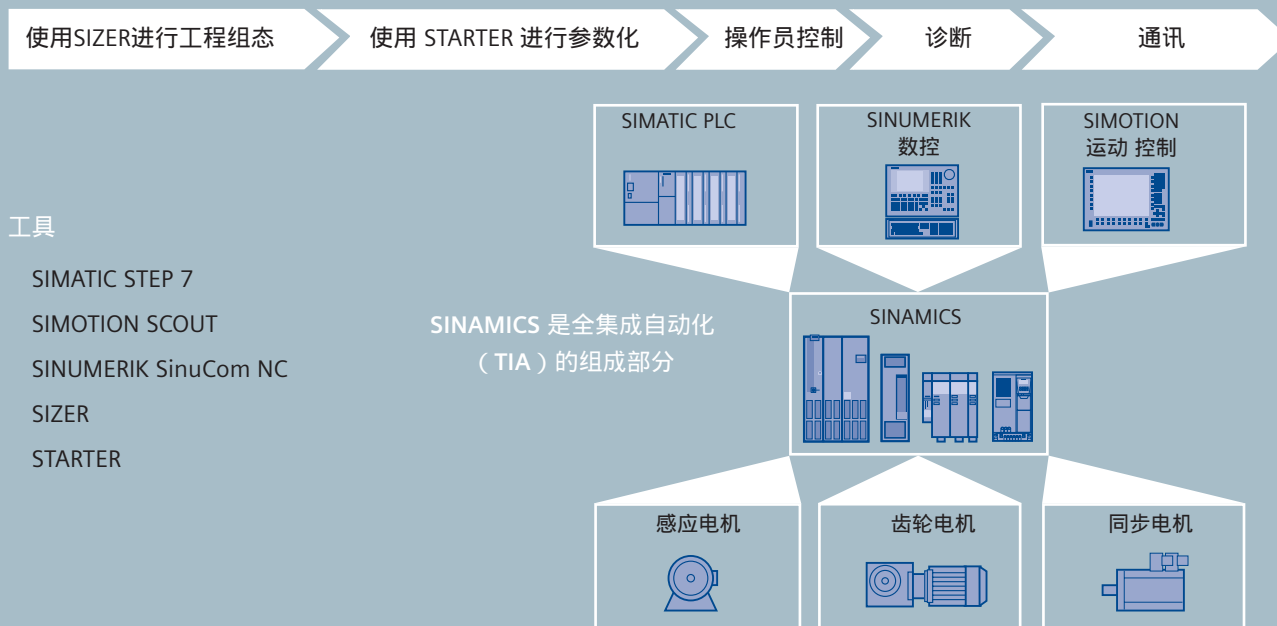 使用SIZER进行工程组态
使用 STARTER 进行参数化
操作员控制
诊断
通讯
SIMATIC PLC
SINUMERIK
数控
SIMOTION
运动 控制
工具
SIMATIC STEP 7
SIMOTION SCOUT
SINUMERIK SinuCom NC
SIZER
STARTER
SINAMICS 是全集成自动化
（TIA）的组成部分
SINAMICS
感应电机
齿轮电机
同步电机